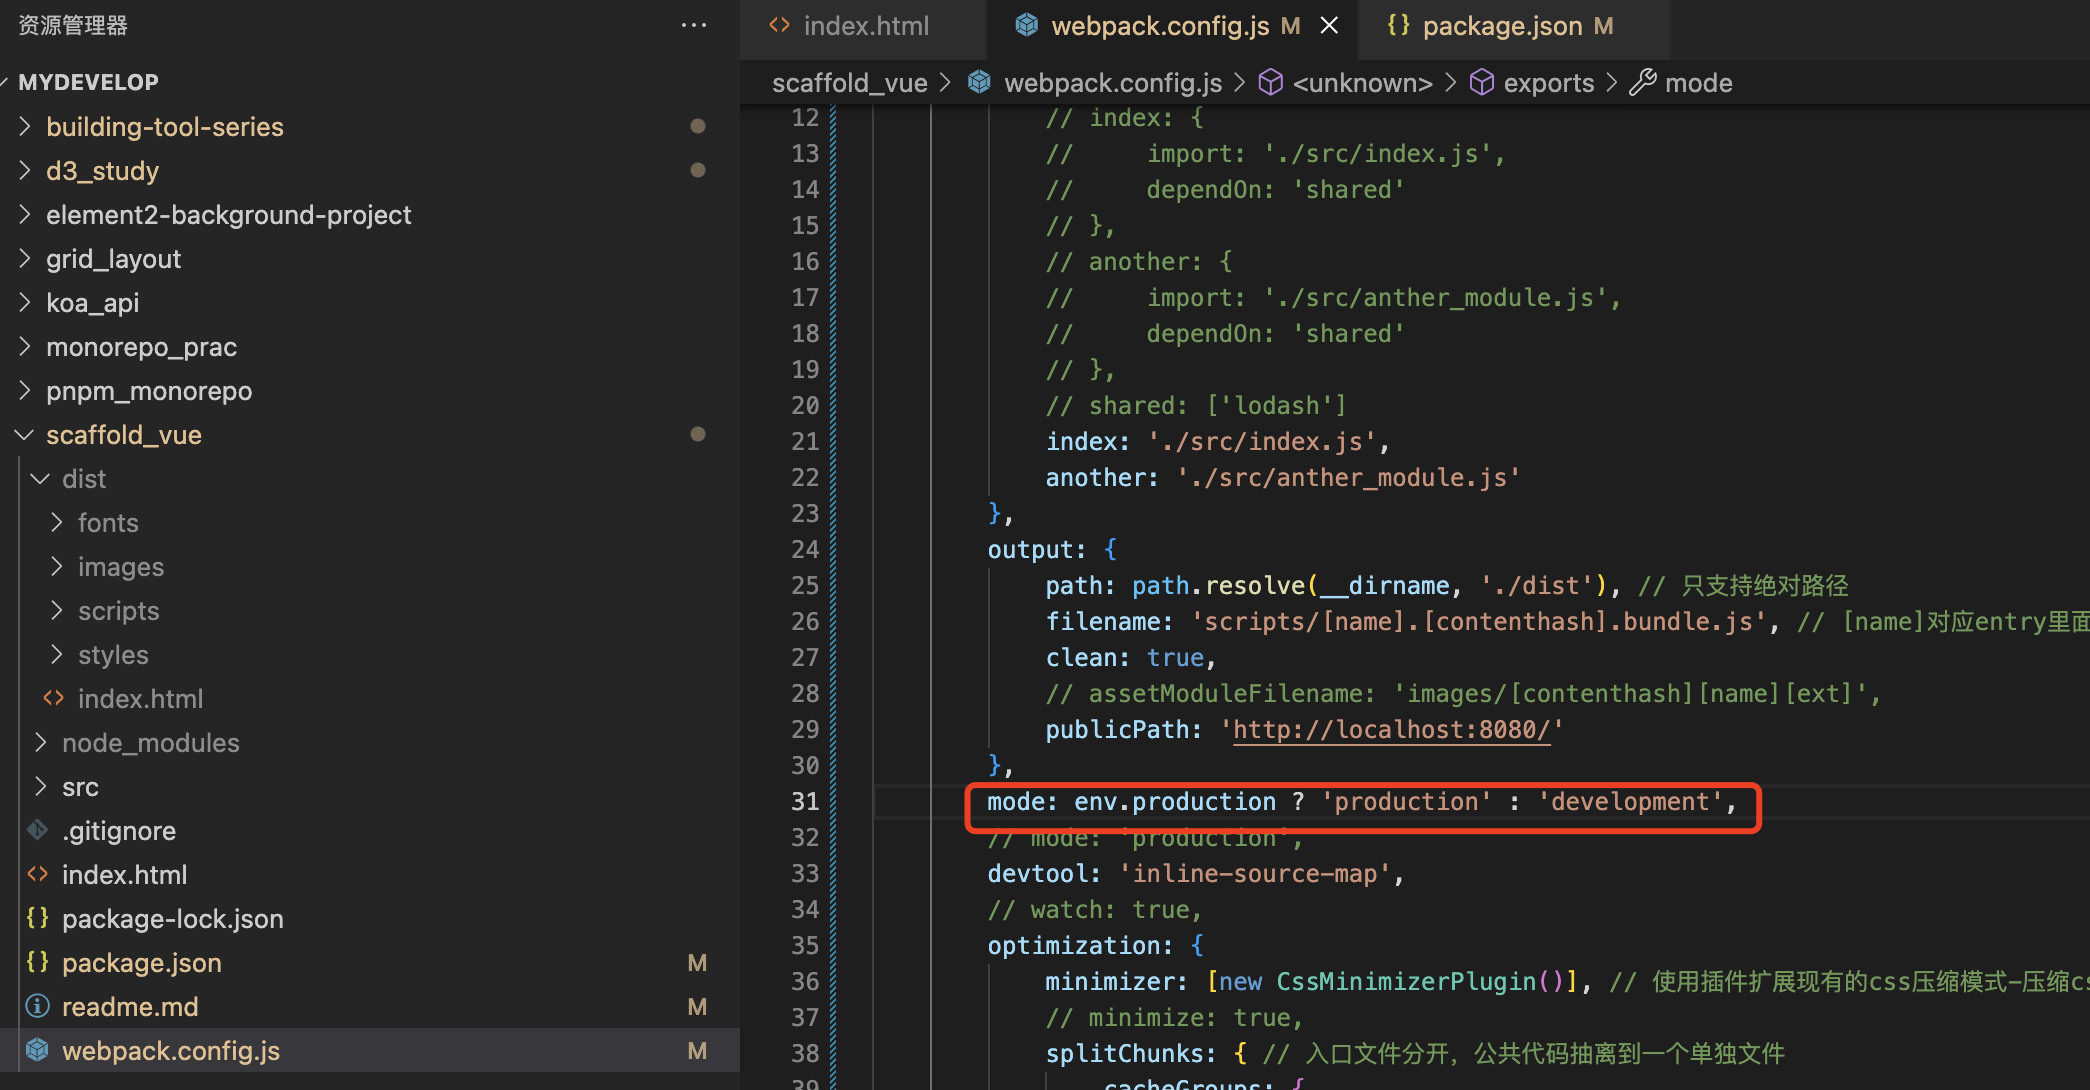 资源管理器
MYDEVELOP
building-tool-series
d3_study
element2-background-project
grid_layout
koa_api
monorepo_prac
pnpm_monorepo
scaffold_vue
dist
fonts
images
scripts
styles
index.html
node_modules
src
.gitignore
index.html
package-lock.json
package.json M
readme.md M
webpack.config.js M
index.html
webpack.config.js M
package.json M
scaffold_vue > webpack.config.js > <unknown> > exports > mode
12 // index: {
13 //     import: './src/index.js',
14 //     dependOn: 'shared'
15 // },
16 // another: {
17 //     import: './src/anther_module.js',
18 //     dependOn: 'shared'
19 // },
20 // shared: ['lodash']
21 index: './src/index.js',
22 another: './src/anther_module.js'
23 },
24 output: {
25 path: path.resolve(__dirname, './dist'), // 只支持绝对路径
26 filename: 'scripts/[name].[contenthash].bundle.js', // [name]对应entry里面
27 clean: true,
28 // assetModuleFilename: 'images/[contenthash][name][ext]',
29 publicPath: 'http://localhost:8080/'
30 },
31 mode: env.production ? 'production' : 'development',
32 // mode: 'production',
33 devtool: 'inline-source-map',
34 // watch: true,
35 optimization: {
36 minimizer: [new CssMinimizerPlugin()], // 使用插件扩展现有的css压缩模式-压缩cs
37 // minimize: true,
38 splitChunks: { // 入口文件分开，公共代码抽离到一个单独文件
39 cacheGroups: {